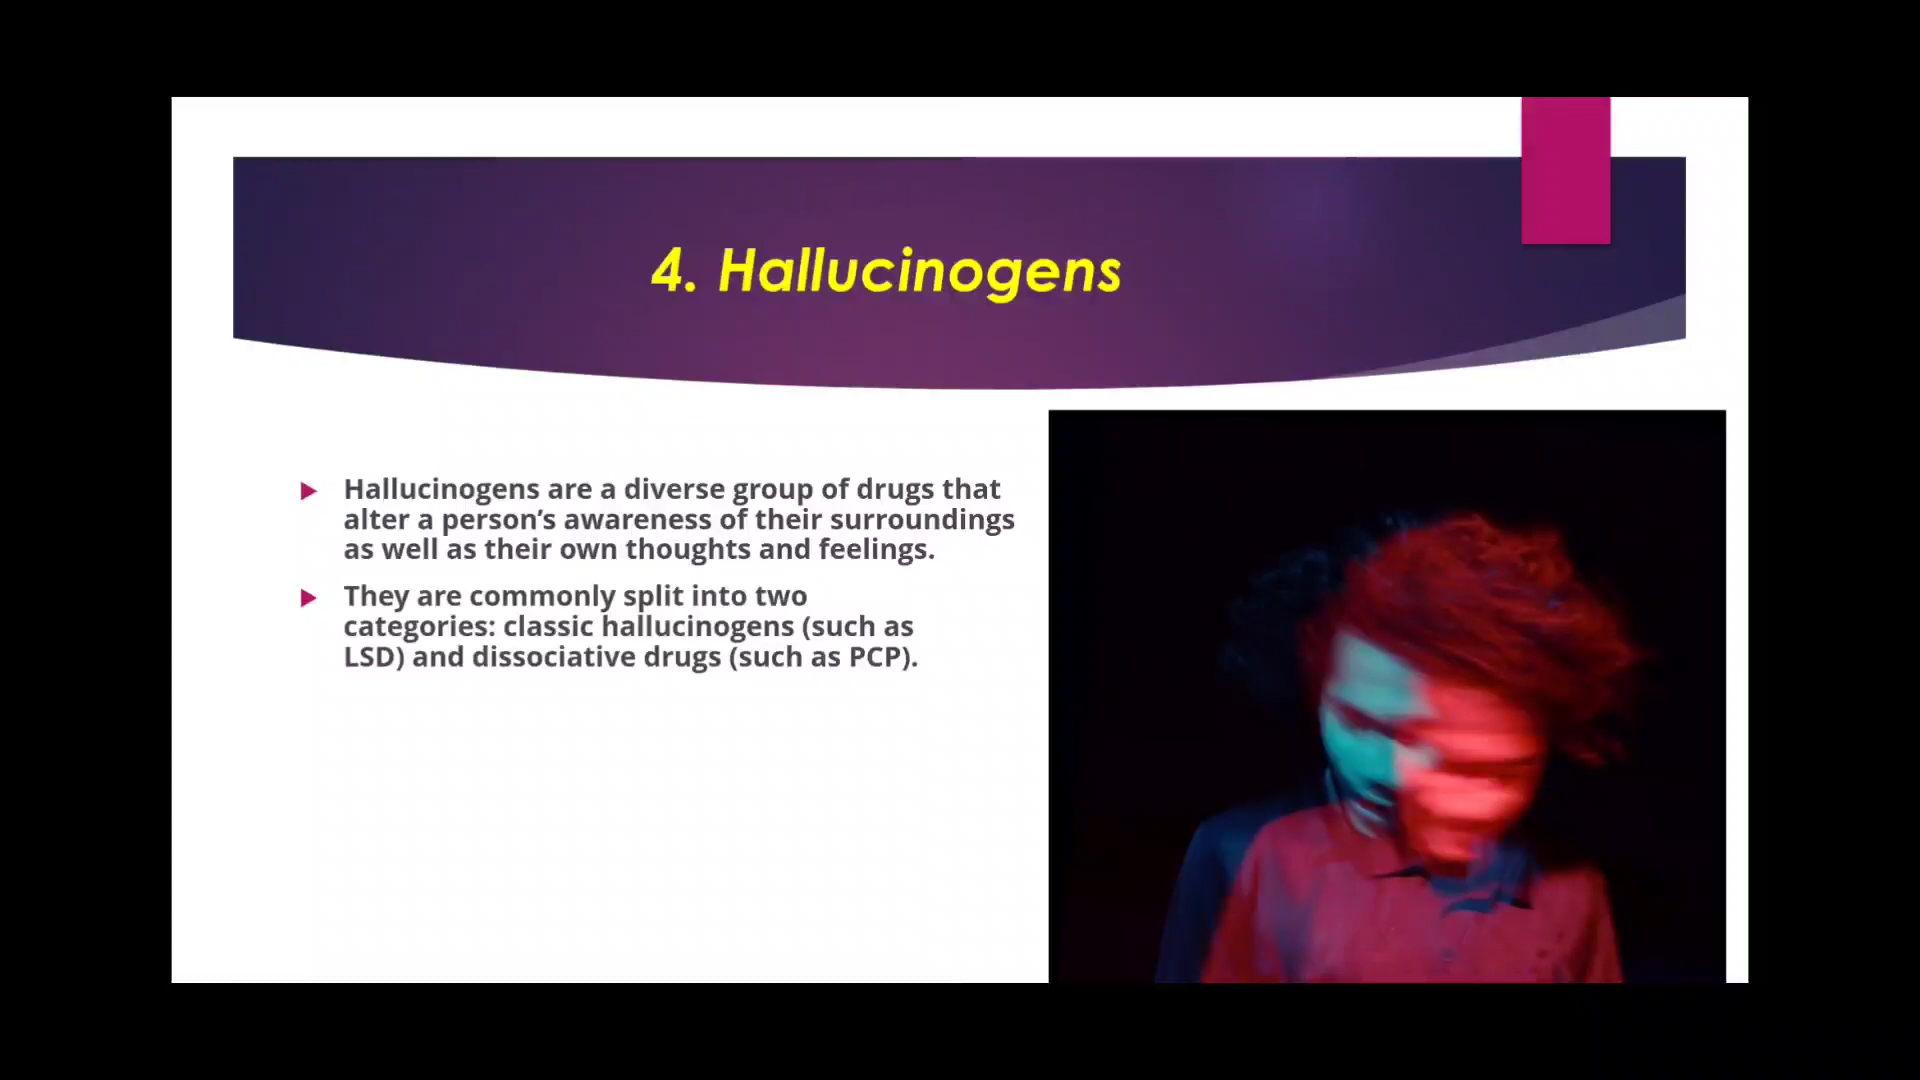 4. Hallucinogens
Hallucinogens are a diverse group of drugs that
alter a person’s awareness of their surroundings
as well as their own thoughts and feelings.
They are commonly split into two
categories: classic hallucinogens (such as
LSD) and dissociative drugs (such as PCP).